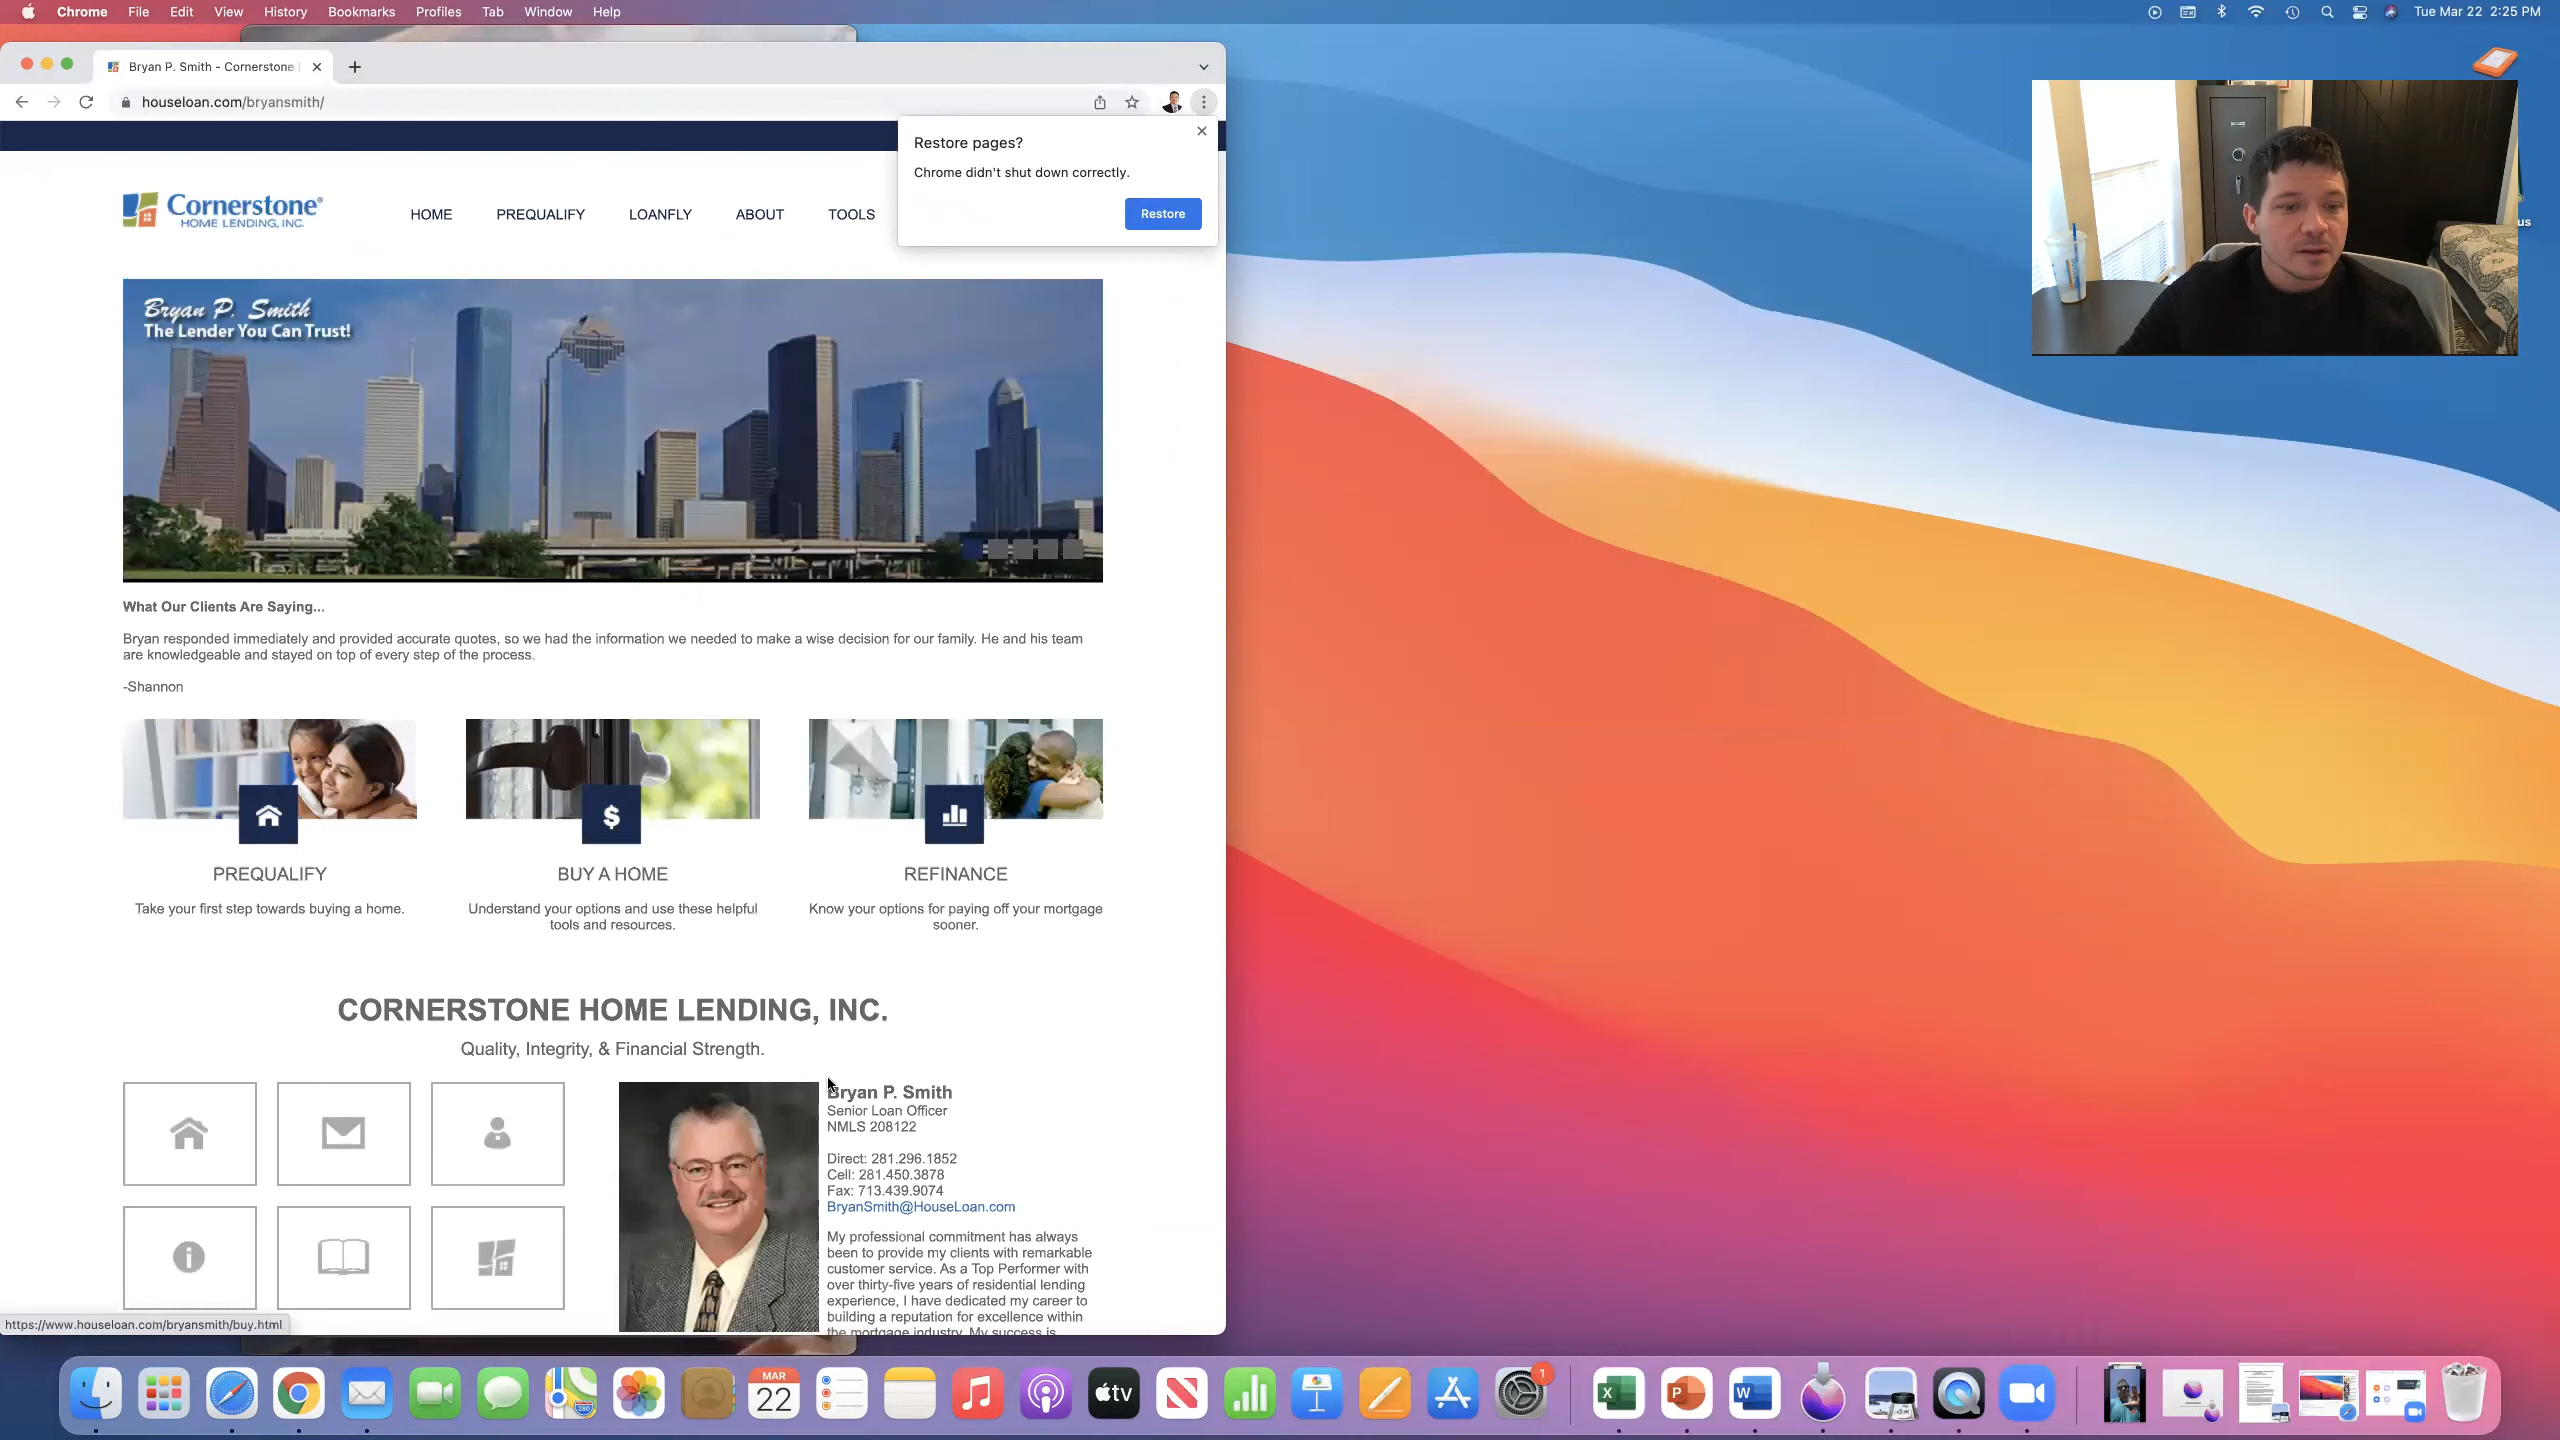 Chrome File Edit View History Bookmarks Profiles Tab Window Help
Tue Mar 22 2:25 PM
Bryan P. Smith - Cornerstone
houseloan.com/bryansmith/
Restore pages?
Chrome didn't shut down correctly.
Restore
Cornerstone®
HOME LENDING, INC.
HOME PREQUALIFY LOANFLY ABOUT TOOLS
us
Bryan P. Smith
The Lender You Can Trust!
What Our Clients Are Saying...
Bryan responded immediately and provided accurate quotes, so we had the information we needed to make a wise decision for our family. He and his team
are knowledgeable and stayed on top of every step of the process.
-Shannon
PREQUALIFY
Take your first step towards buying a home.
BUY A HOME
Understand your options and use these helpful
tools and resources.
REFINANCE
Know your options for paying off your mortgage
sooner.
CORNERSTONE HOME LENDING, INC.
Quality, Integrity, & Financial Strength.
Bryan P. Smith
Senior Loan Officer
NMLS 208122
Direct: 281.296.1852
Cell: 281.450.3878
Fax: 713.439.9074
BryanSmith@HouseLoan.com
My professional commitment has always
been to provide my clients with remarkable
customer service. As a Top Performer with
over thirty-five years of residential lending
experience, I have dedicated my career to
building a reputation for excellence within
the mortgage industry. My success is
https://www.houseloan.com/bryansmith/buy.html
MAR
22
280
tv
1
X
P
W